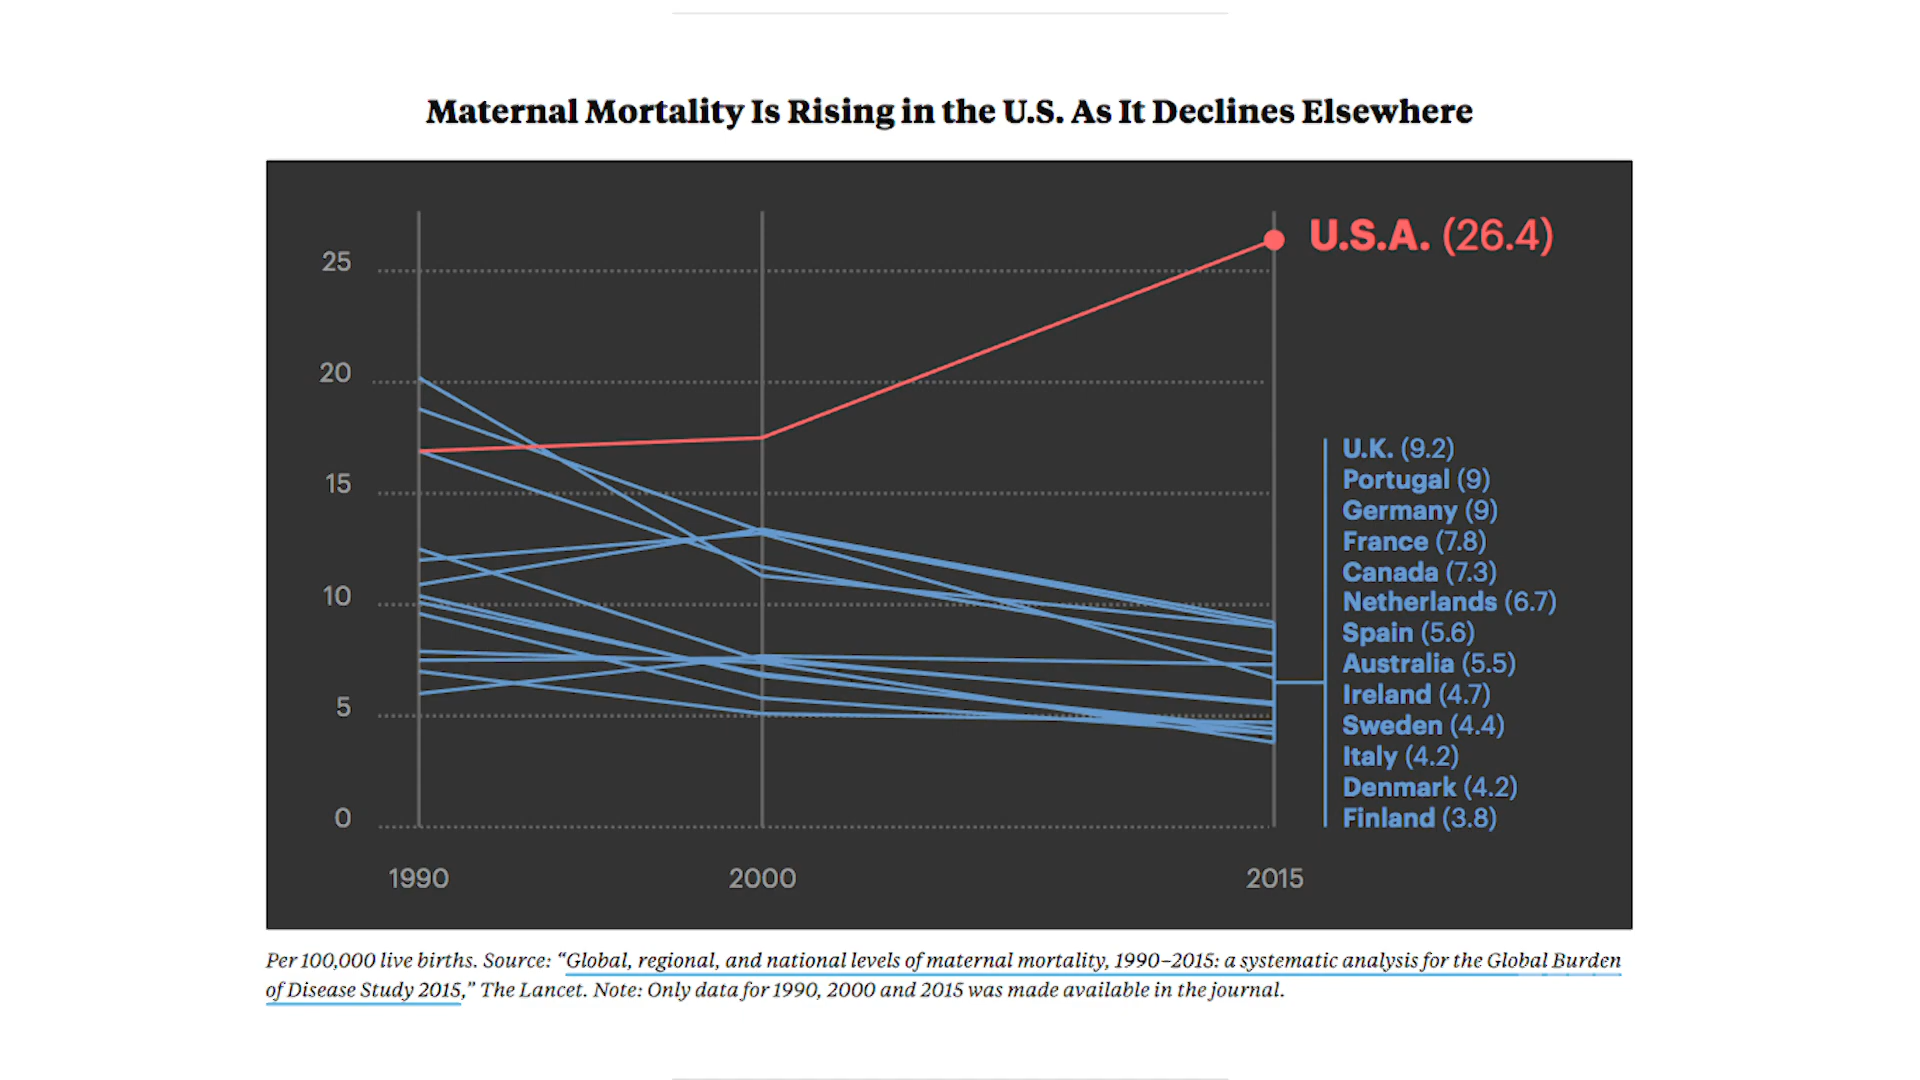 Maternal Mortality Is Rising in the U.S. As It Declines Elsewhere
25
20
15
10
5
0
1990
2000
2015
U.S.A. (26.4)
U.K. (9.2)
Portugal (9)
Germany (9)
France (7.8)
Canada (7.3)
Netherlands (6.7)
Spain (5.6)
Australia (5.5)
Ireland (4.7)
Sweden (4.4)
Italy (4.2)
Denmark (4.2)
Finland (3.8)
Per 100,000 live births. Source: “Global, regional, and national levels of maternal mortality, 1990–2015: a systematic analysis for the Global Burden
of Disease Study 2015,” The Lancet. Note: Only data for 1990, 2000 and 2015 was made available in the journal.